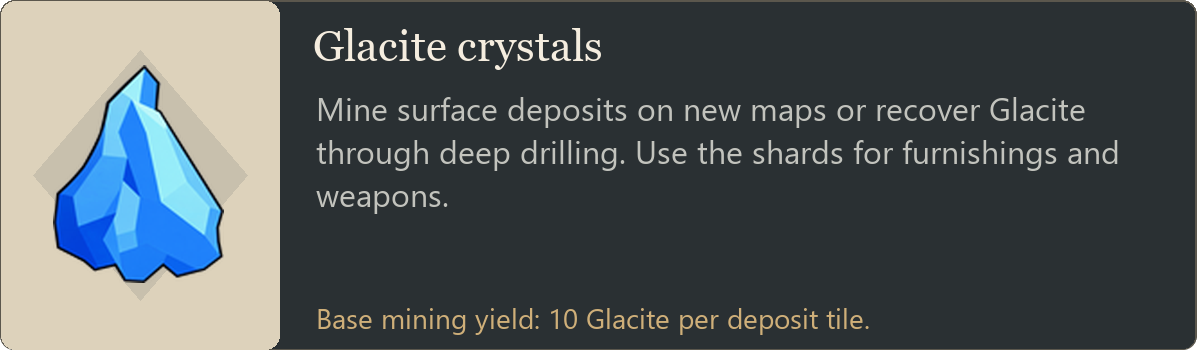 Glacite crystals
Mine surface deposits on new maps or recover Glacite
through deep drilling. Use the shards for furnishings and
weapons.
Base mining yield: 10 Glacite per deposit tile.